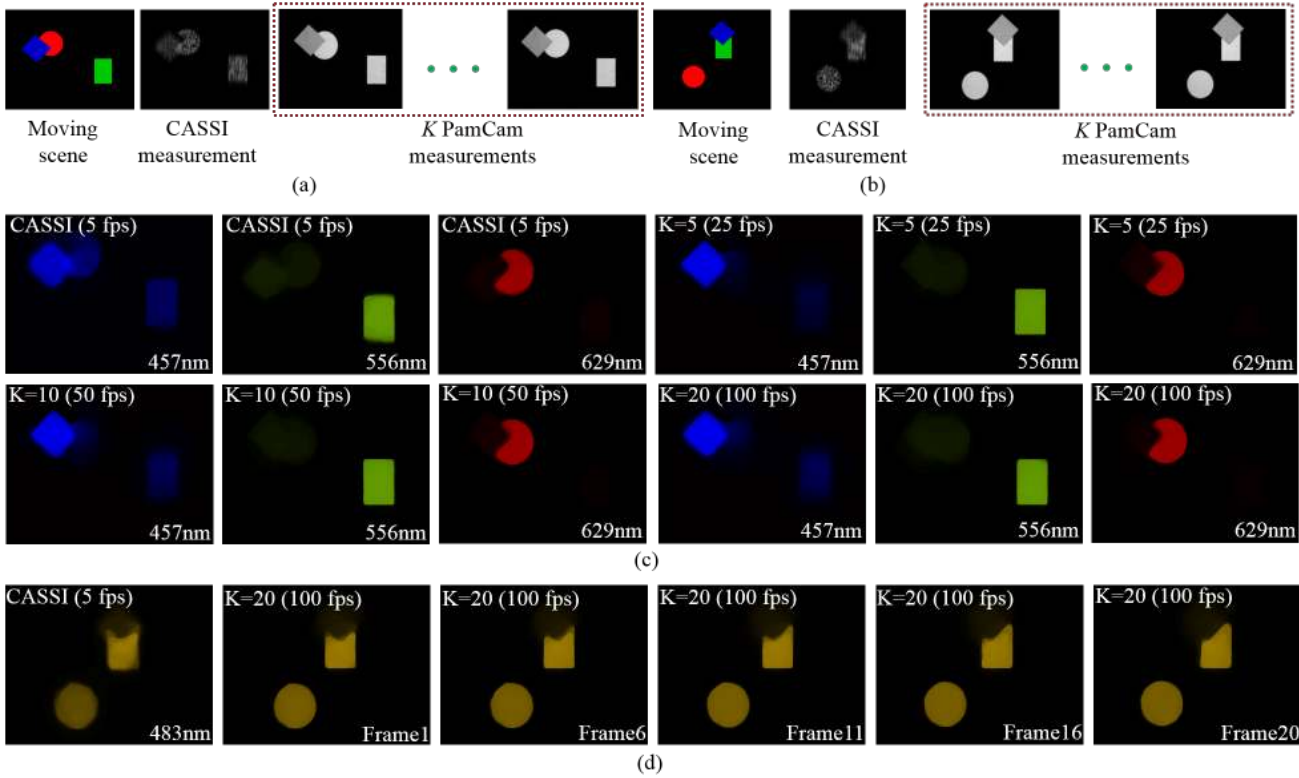 Moving
scene
CASSI
measurement
K PamCam
measurements
Moving
scene
CASSI
measurement
K PamCam
measurements
(a)
(b)
CASSI (5 fps)
457nm
CASSI (5 fps)
556nm
CASSI (5 fps)
629nm
K=5 (25 fps)
457nm
K=5 (25 fps)
556nm
K=5 (25 fps)
629nm
K=10 (50 fps)
457nm
K=10 (50 fps)
556nm
K=10 (50 fps)
629nm
K=20 (100 fps)
457nm
K=20 (100 fps)
556nm
K=20 (100 fps)
629nm
(c)
CASSI (5 fps)
483nm
K=20 (100 fps)
Frame1
K=20 (100 fps)
Frame6
K=20 (100 fps)
Frame11
K=20 (100 fps)
Frame16
K=20 (100 fps)
Frame20
(d)